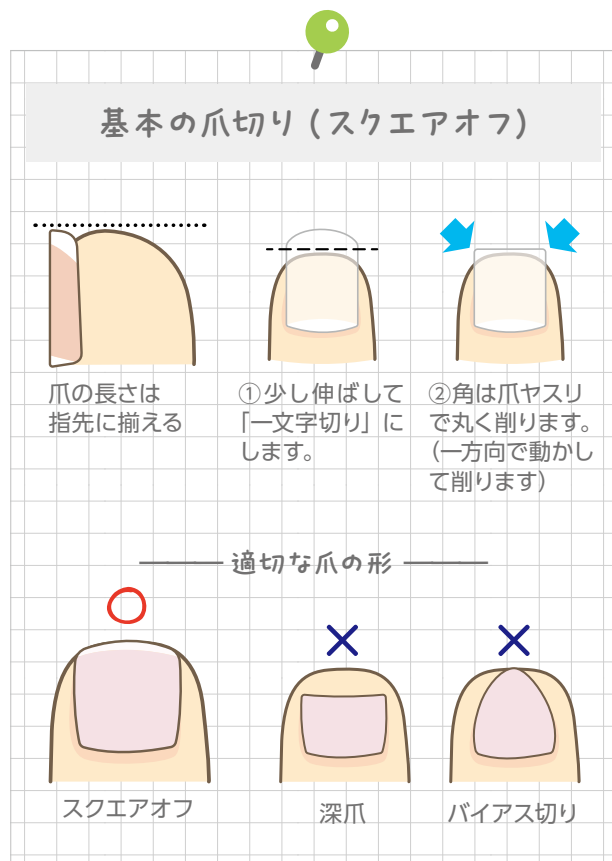 基本の爪切り(スクエアオフ)
爪の長さは
指先に揃える
①少し伸ばして
「一文字切り」に
します。
②角は爪ヤスリ
で丸く削ります。
(一方向で動かし
て削ります)
適切な爪の形
スクエアオフ
深爪
バイアス切り